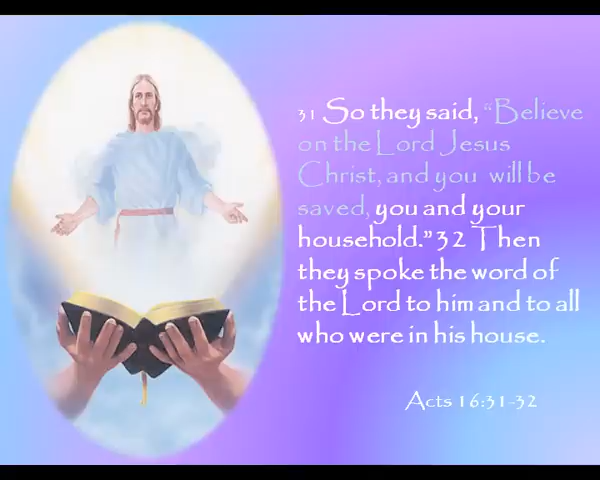 31 So they said, “Believe
on the Lord Jesus
Christ, and you will be
saved, you and your
household.” 32 Then
they spoke the word of
the Lord to him and to all
who were in his house.
Acts 16:31-32